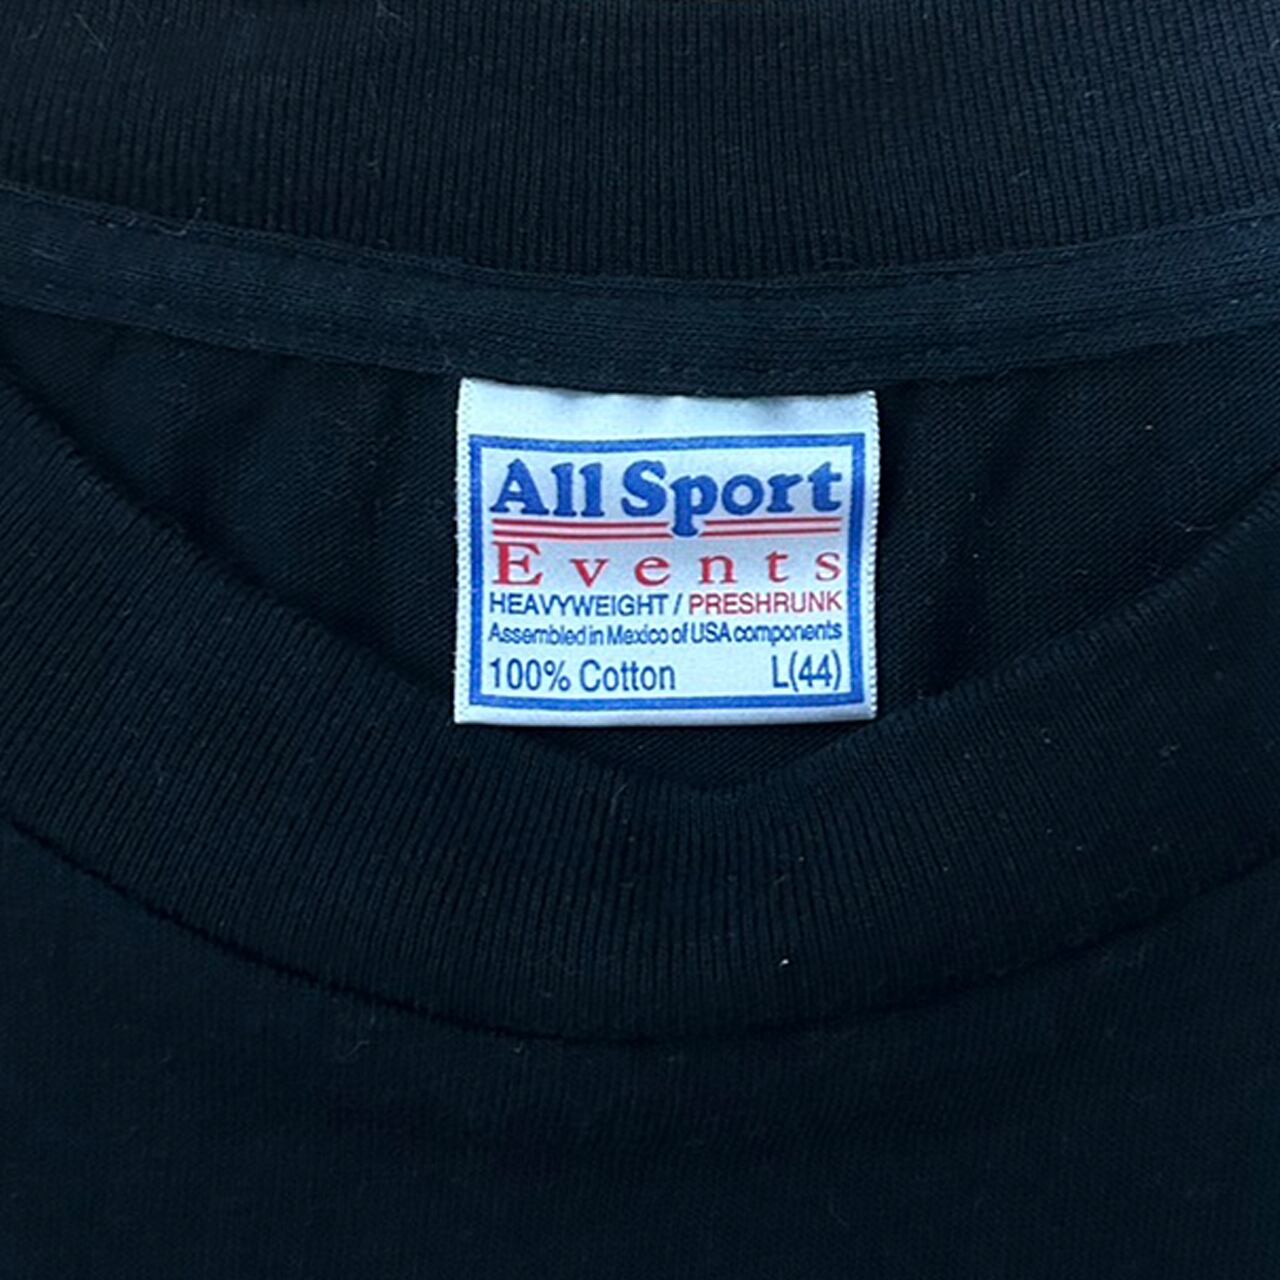 All Sport
Events
HEAVYWEIGHT / PRESHRUNK
Assembled in Mexico of USA components
100% Cotton L(44)